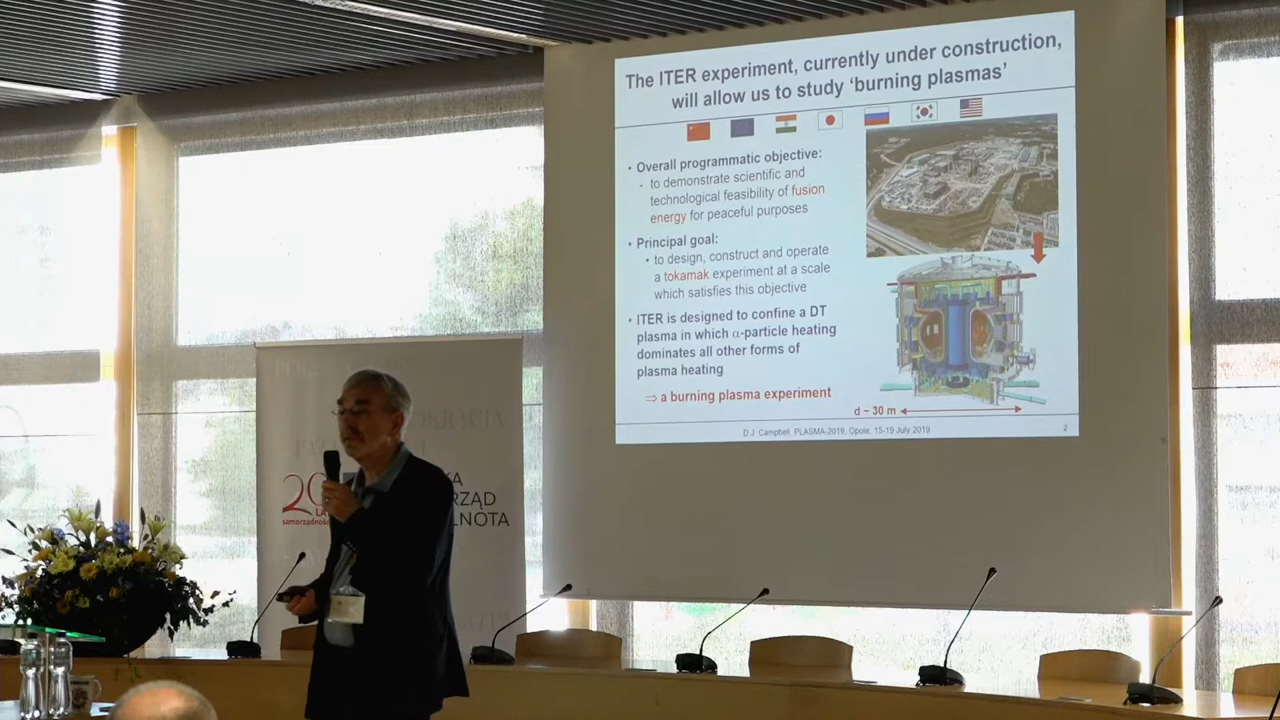 The ITER experiment, currently under construction,
will allow us to study ‘burning plasmas’
• Overall programmatic objective:
- to demonstrate scientific and
technological feasibility of fusion
energy for peaceful purposes
• Principal goal:
• to design, construct and operate
a tokamak experiment at a scale
which satisfies this objective
• ITER is designed to confine a DT
plasma in which α-particle heating
dominates all other forms of
plasma heating
⇒ a burning plasma experiment
d ~ 30 m
D.J. Campbell, PLASMA-2019, Opole, 15-19 July 2019
2
20
LA
samorządnoś
KA
RZĄD
LNOTA